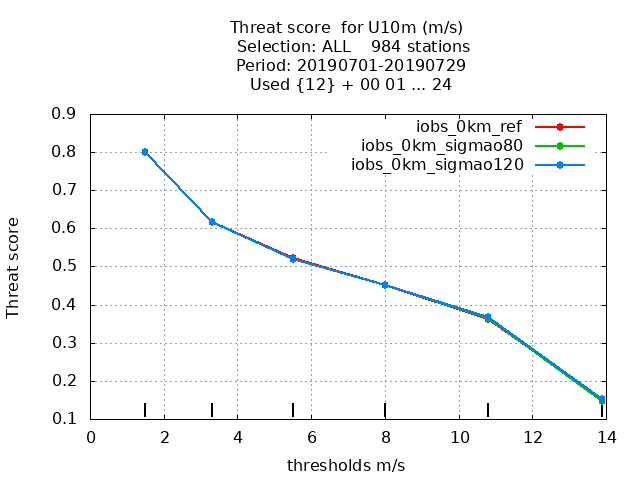 Threat score  for U10m (m/s)
Selection: ALL    984 stations
Period: 20190701-20190729
Used {12} + 00 01 ... 24
iobs_0km_ref
iobs_0km_sigmao80
iobs_0km_sigmao120
Threat score
0.9
0.8
0.7
0.6
0.5
0.4
0.3
0.2
0.1
0 2 4 6 8 10 12 14
thresholds m/s